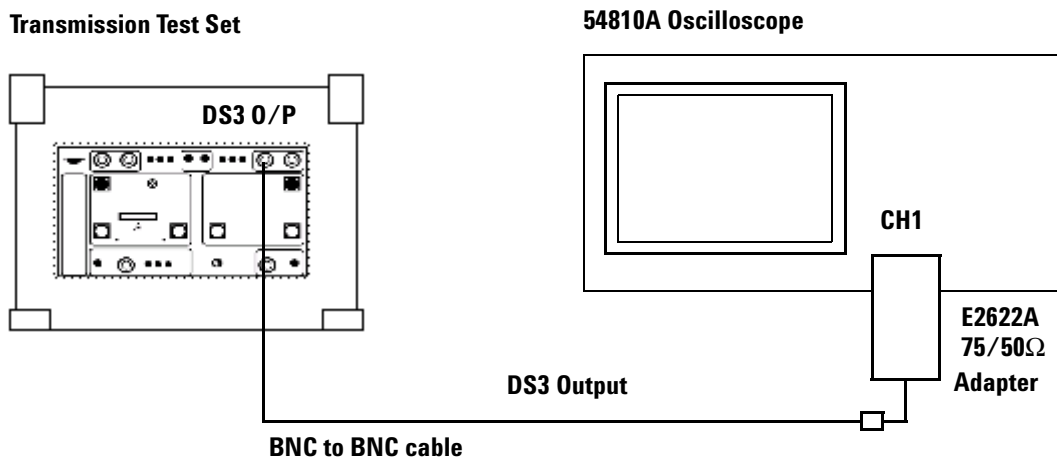 Transmission Test Set
54810A Oscilloscope
DS3 O/P
CH1
E2622A
75/50Ω
Adapter
DS3 Output
BNC to BNC cable